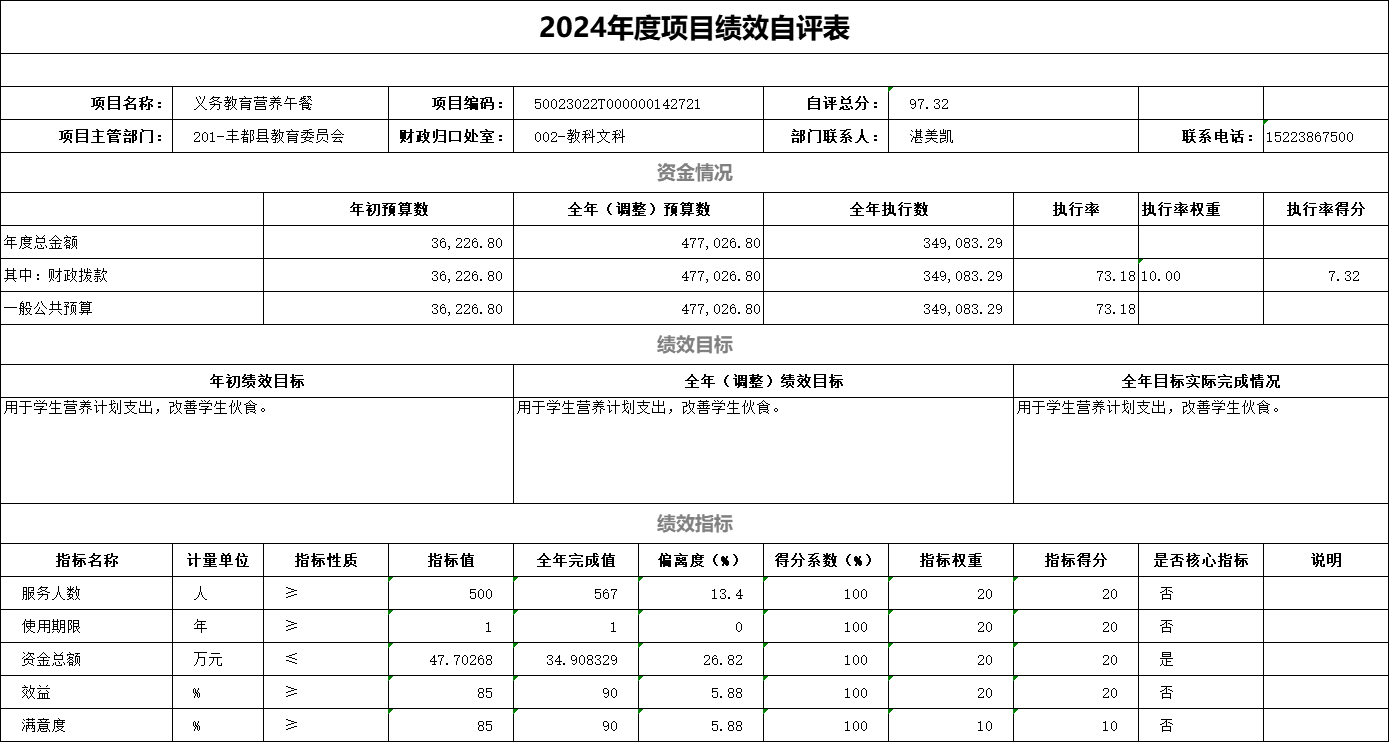 2024年度项目绩效自评表
项目名称： 义务教育营养午餐 项目编码： 50023022T000000142721 自评总分： 97.32
项目主管部门： 201-丰都县教育委员会 财政归口处室： 002-教科文科 部门联系人： 湛美凯 联系电话： 15223867500
资金情况
年初预算数 全年（调整）预算数 全年执行数 执行率 执行率权重 执行率得分
年度总金额 36,226.80 477,026.80 349,083.29
其中：财政拨款 36,226.80 477,026.80 349,083.29 73.18 10.00 7.32
一般公共预算 36,226.80 477,026.80 349,083.29 73.18
绩效目标
年初绩效目标 全年（调整）绩效目标 全年目标实际完成情况
用于学生营养计划支出，改善学生伙食。 用于学生营养计划支出，改善学生伙食。 用于学生营养计划支出，改善学生伙食。
绩效指标
指标名称 计量单位 指标性质 指标值 全年完成值 偏离度（%） 得分系数（%） 指标权重 指标得分 是否核心指标 说明
服务人数 人 ≥ 500 567 13.4 100 20 20 否
使用期限 年 ≥ 1 1 0 100 20 20 否
资金总额 万元 ≤ 47.70268 34.908329 26.82 100 20 20 是
效益 % ≥ 85 90 5.88 100 20 20 否
满意度 % ≥ 85 90 5.88 100 10 10 否